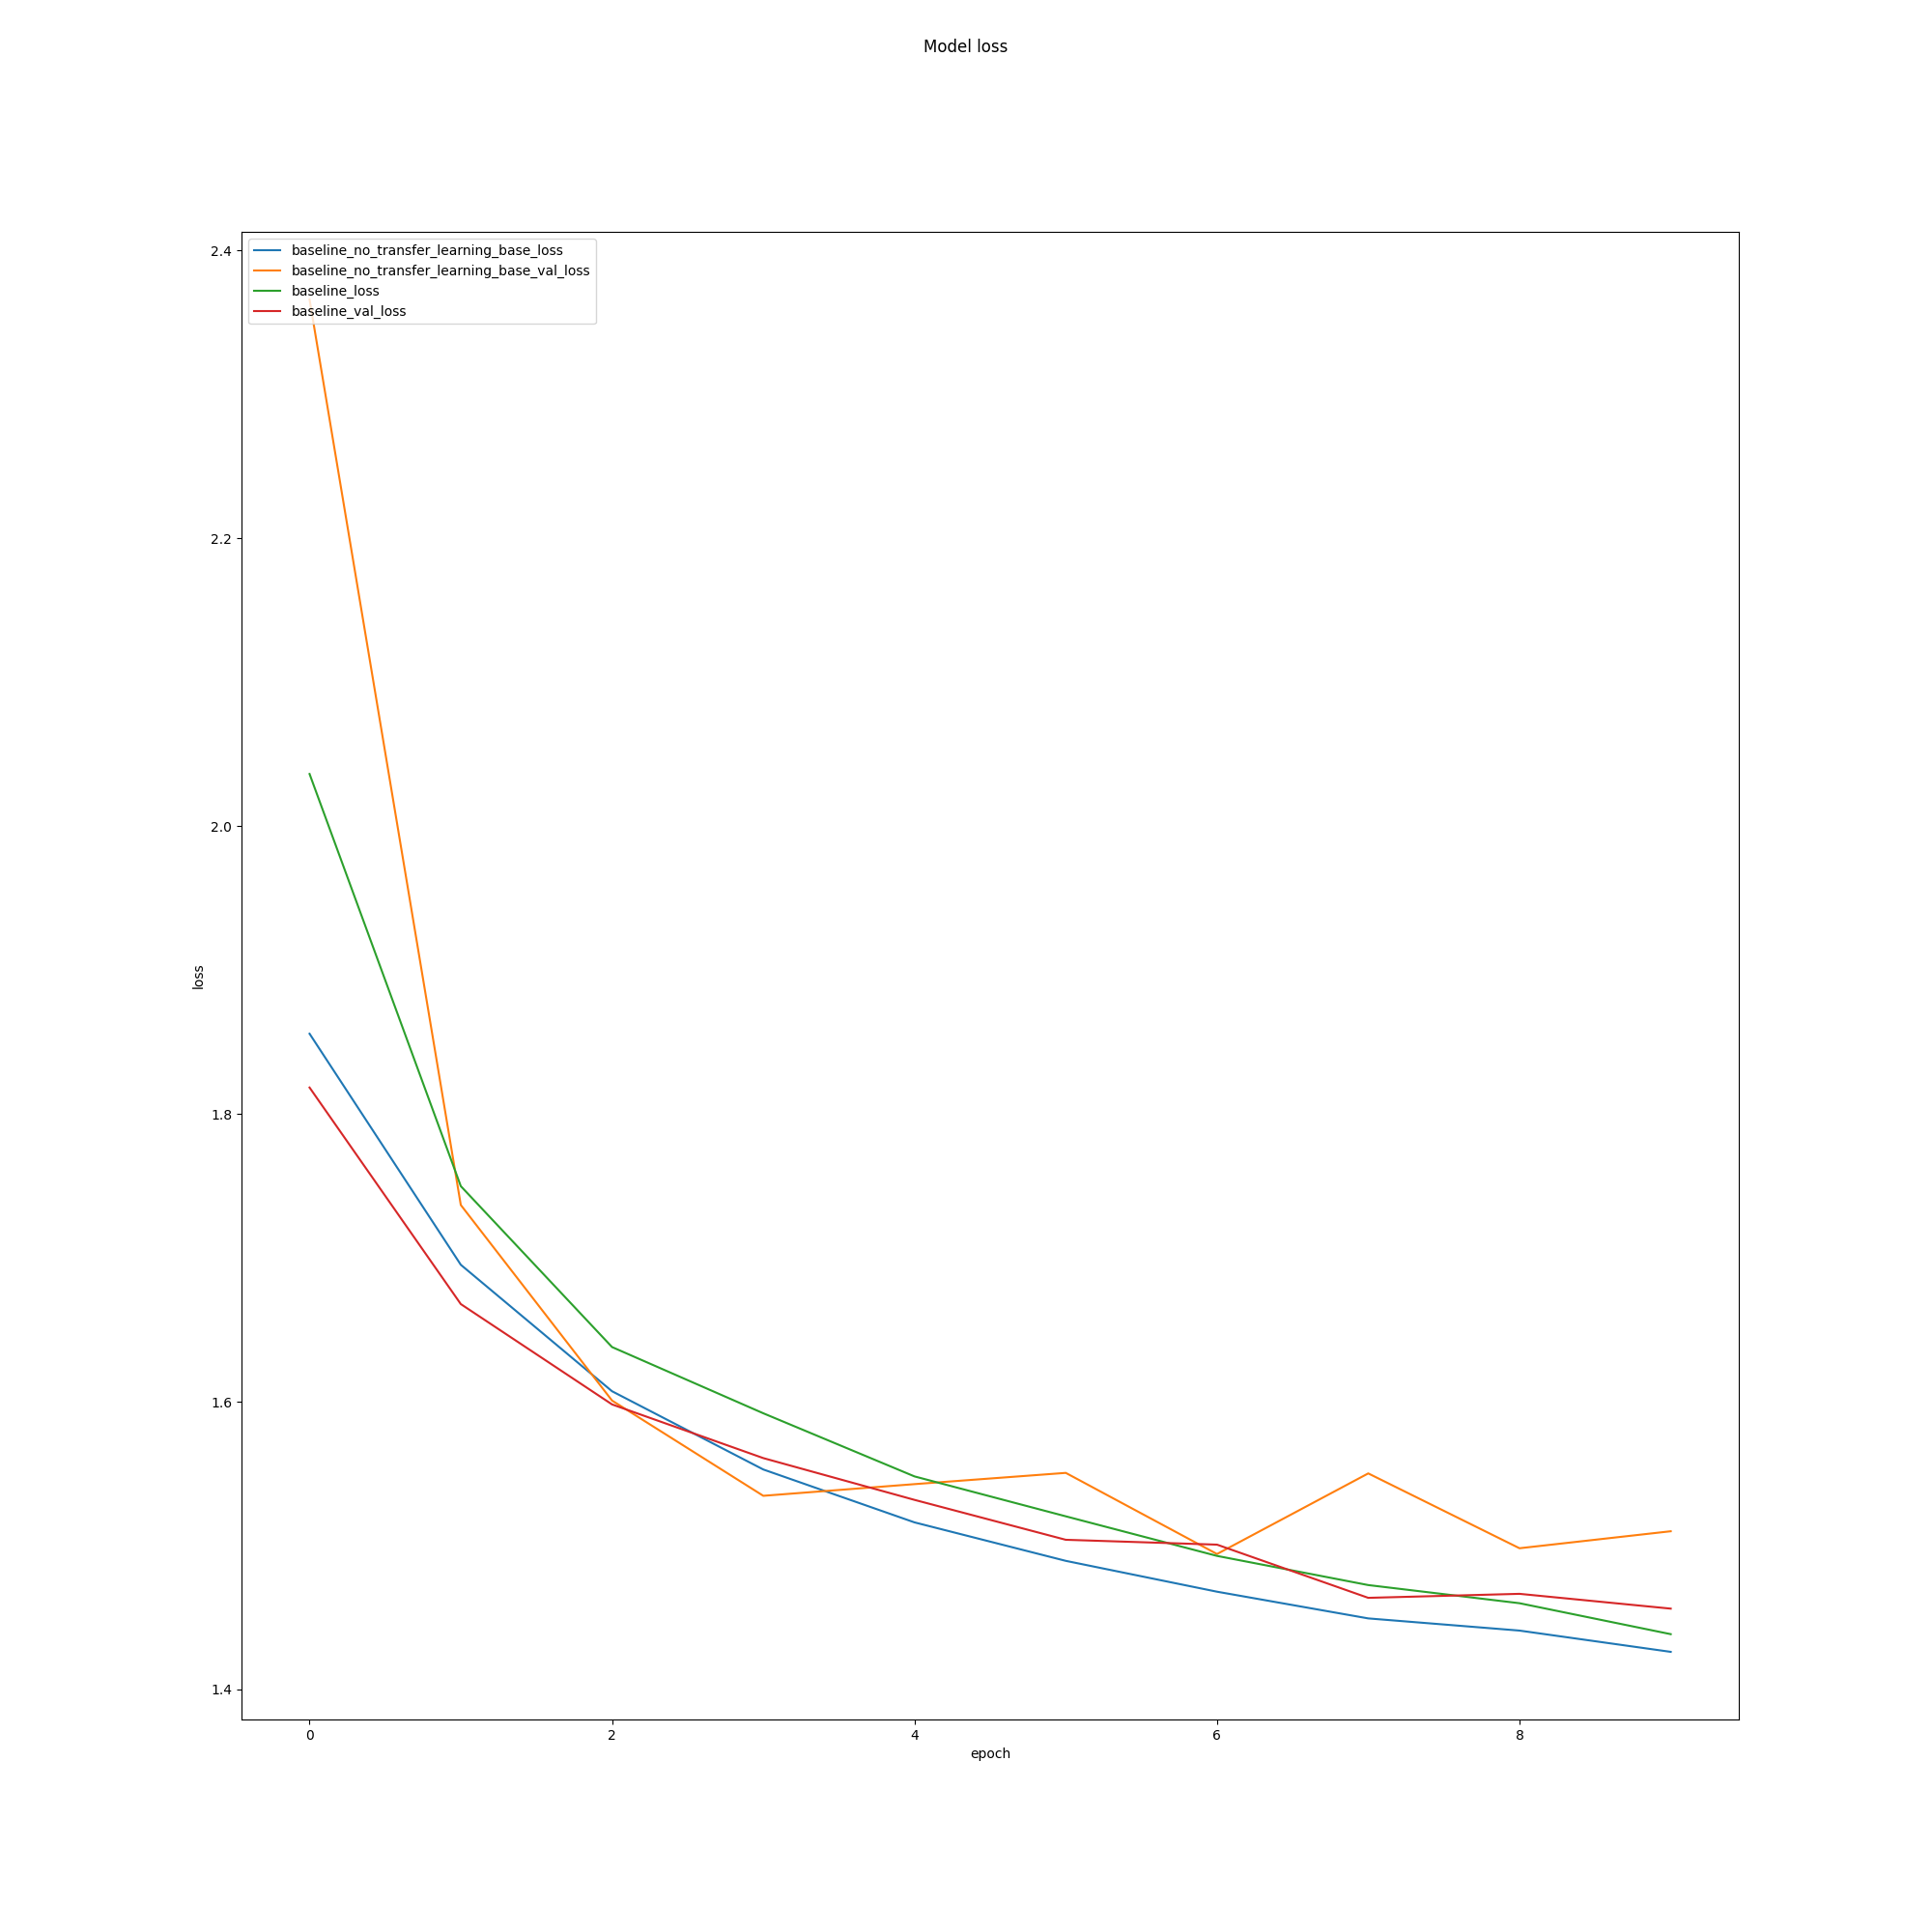 Model loss
baseline_no_transfer_learning_base_loss
baseline_no_transfer_learning_base_val_loss
baseline_loss
baseline_val_loss
2.4
2.2
2.0
1.8
1.6
1.4
loss
0 2 4 6 8
epoch